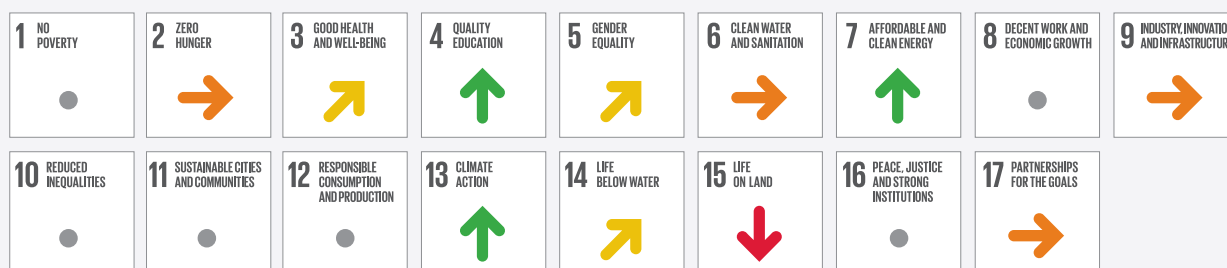 1 NO
POVERTY
2 ZERO
HUNGER
3 GOOD HEALTH
AND WELL-BEING
4 QUALITY
EDUCATION
5 GENDER
EQUALITY
6 CLEAN WATER
AND SANITATION
7 AFFORDABLE AND
CLEAN ENERGY
8 DECENT WORK AND
ECONOMIC GROWTH
9 INDUSTRY, INNOVATIO
AND INFRASTRUCTUR
10 REDUCED
INEQUALITIES
11 SUSTAINABLE CITIES
AND COMMUNITIES
12 RESPONSIBLE
CONSUMPTION
AND PRODUCTION
13 CLIMATE
ACTION
14 LIFE
BELOW WATER
15 LIFE
ON LAND
16 PEACE, JUSTICE
AND STRONG
INSTITUTIONS
17 PARTNERSHIPS
FOR THE GOALS